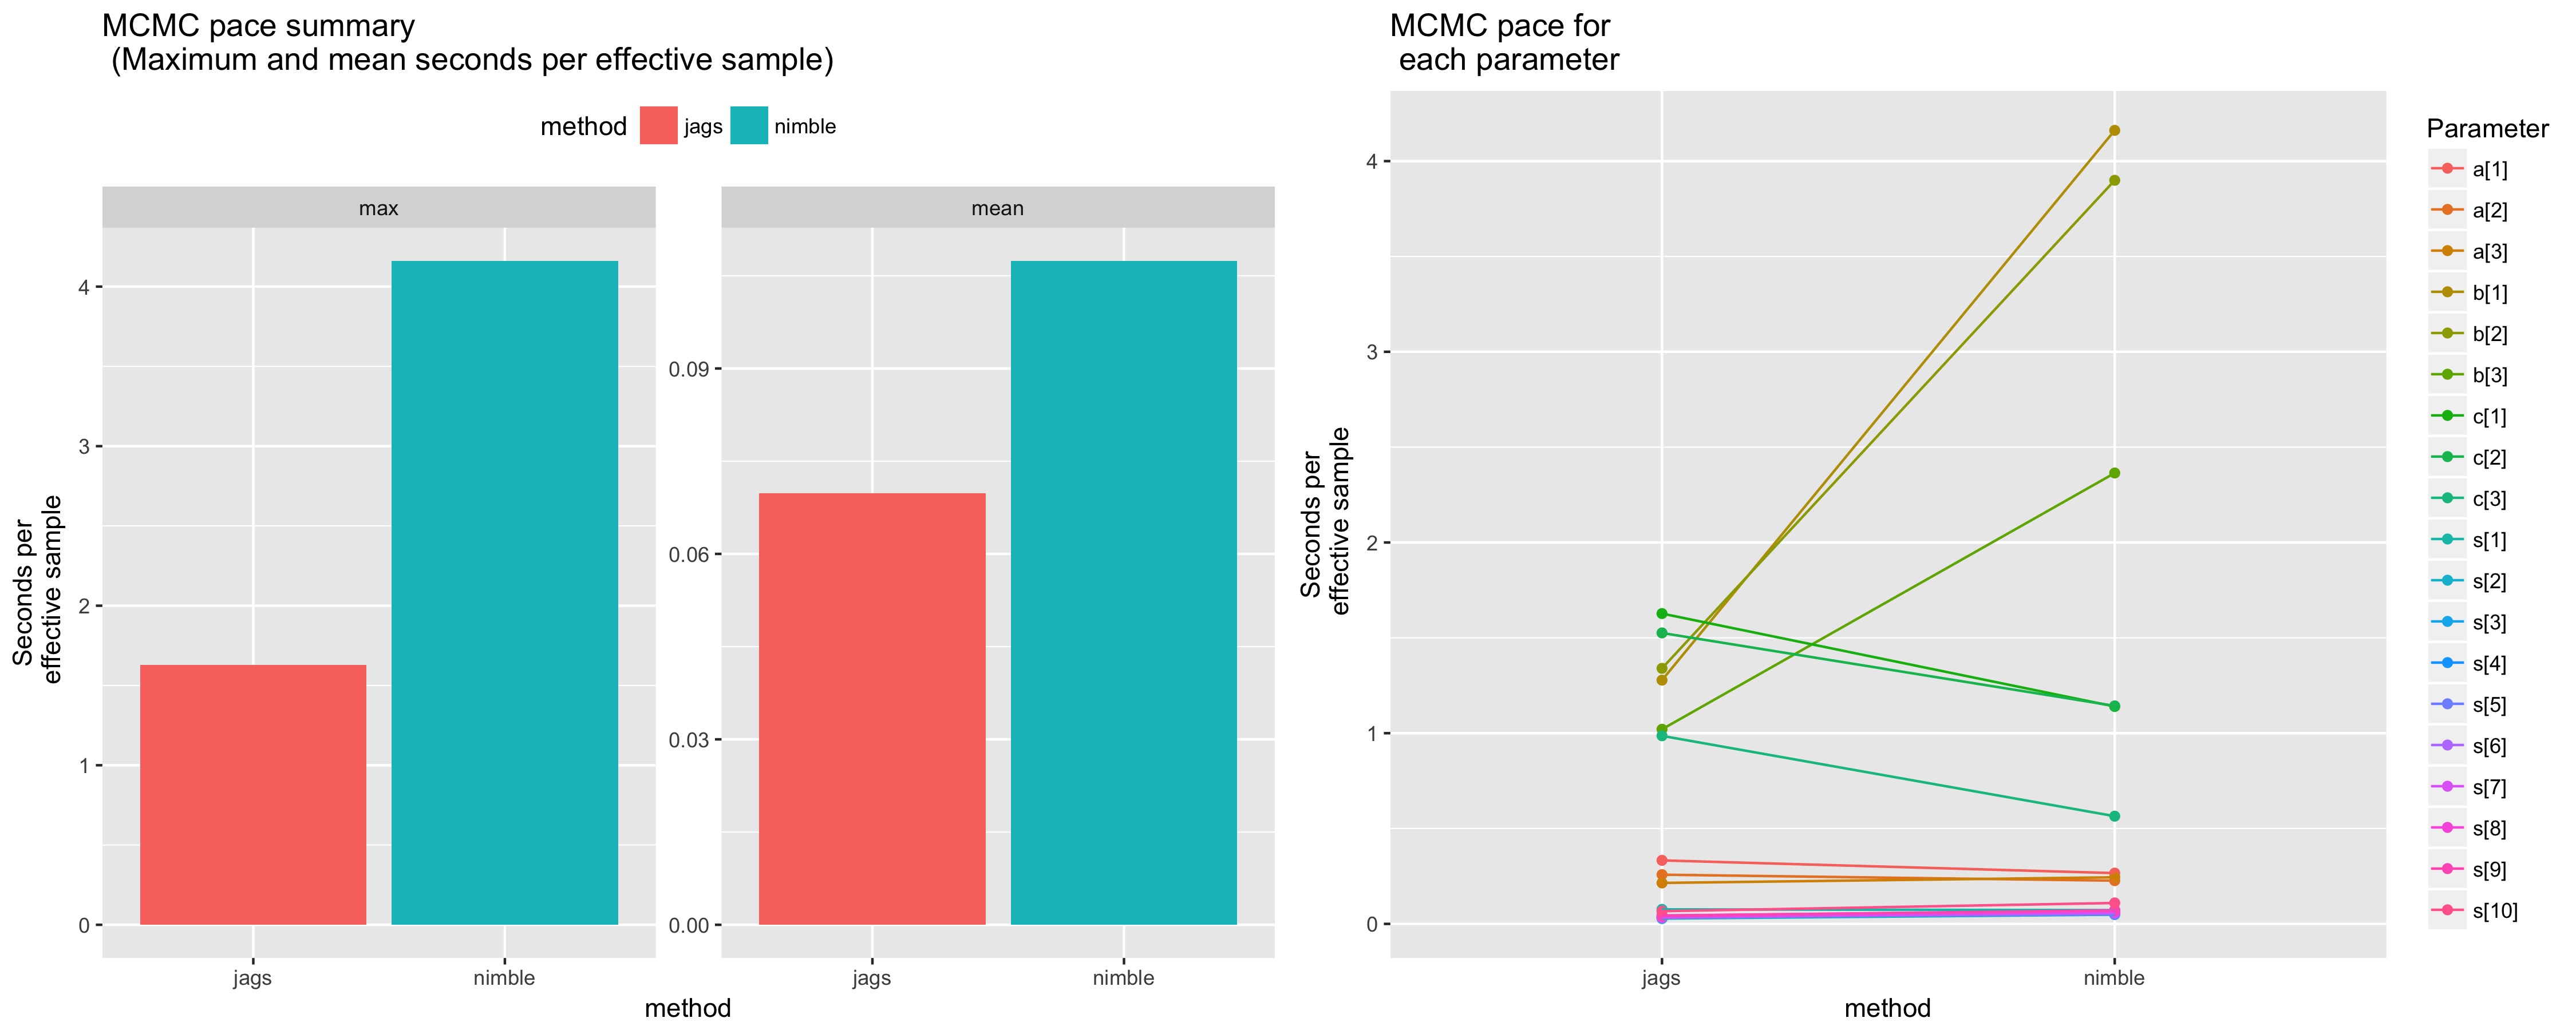 MCMC pace summary
(Maximum and mean seconds per effective sample)
method jags nimble
max
mean
Seconds per
effective sample
4
3
2
1
0
0.09
0.06
0.03
0.00
jags nimble
jags nimble
method
MCMC pace for
each parameter
Seconds per
effective sample
4
3
2
1
0
jags nimble
method
Parameter
a[1]
a[2]
a[3]
b[1]
b[2]
b[3]
c[1]
c[2]
c[3]
s[1]
s[2]
s[3]
s[4]
s[5]
s[6]
s[7]
s[8]
s[9]
s[10]